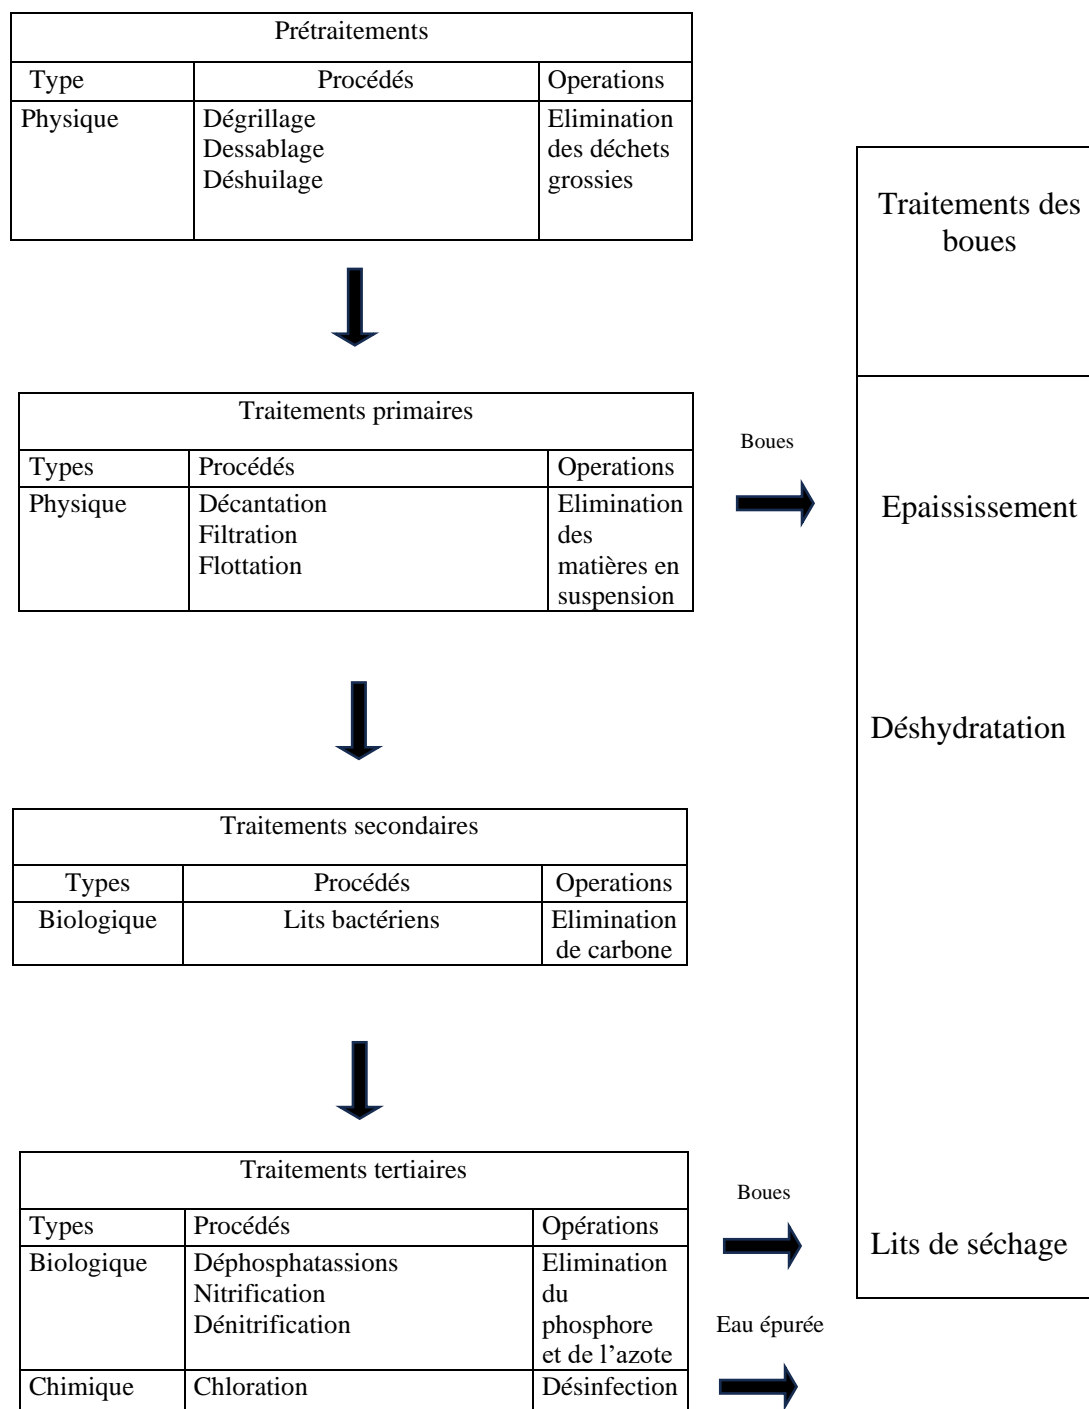 Prétraitements
Type Procédés Operations
Physique Dégrillage Elimination
Dessablage des déchets
Déshuilage grossies
Traitements primaires
Types Procédés Operations
Physique Décantation Elimination
Filtration des
Flottation matières en
suspension
Boues
Traitements secondaires
Types Procédés Operations
Biologique Lits bactériens Elimination
de carbone
Traitements tertiaires
Types Procédés Opérations
Biologique Déphosphatassions Elimination
Nitrification du
Dénitrification phosphore
et de l'azote
Chimique Chloration Désinfection
Boues
Eau épurée
Traitements des
boues
Epaississement
Déshydratation
Lits de séchage